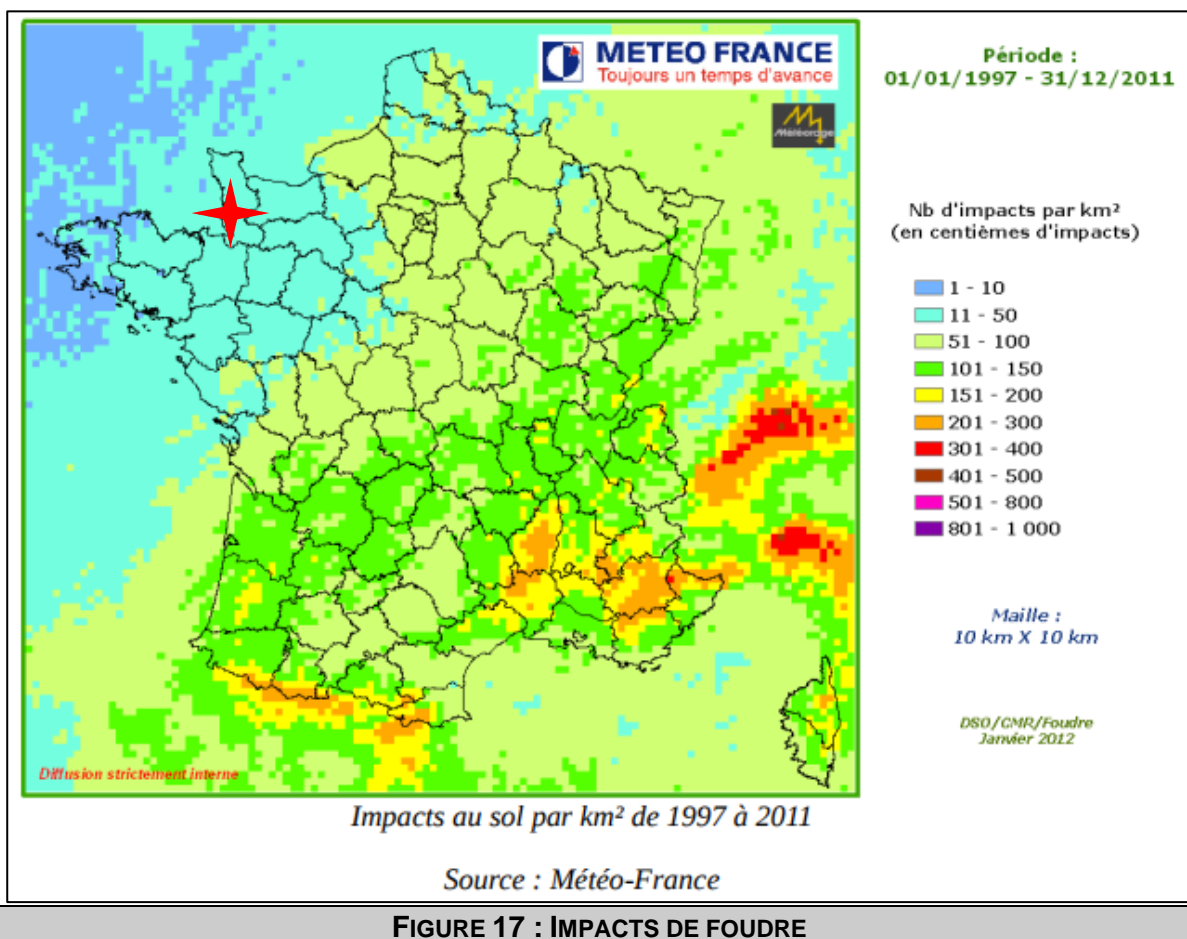 METEO FRANCE
Toujours un temps d'avance
Météorage
Période :
01/01/1997 - 31/12/2011
Nb d'impacts par km²
(en centièmes d'impacts)
1 - 10
11 - 50
51 - 100
101 - 150
151 - 200
201 - 300
301 - 400
401 - 500
501 - 800
801 - 1 000
Maille :
10 km X 10 km
DSO/CMR/Foudre
Janvier 2012
Diffusion strictement interne
Impacts au sol par km² de 1997 à 2011
Source : Météo-France
FIGURE 17 : IMPACTS DE FOUDRE